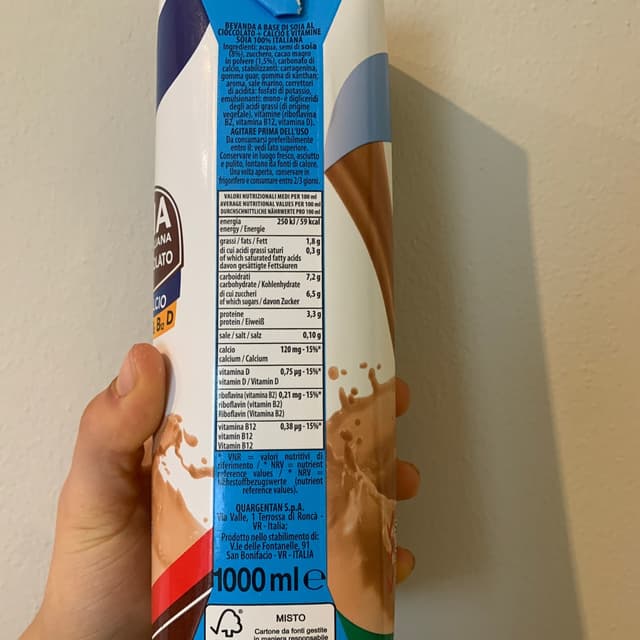 BEVANDA A BASE DI SOIA AL
CIOCCOLATO + CALCIO E VITAMINE
SOIA 100% ITALIANA
Ingredienti: acqua, semi di soia
(8%), zucchero, cacao magro
in polvere (1,5%), carbonato di
calcio, stabilizzanti: carragenina,
gomma guar, gomma di xanthan;
aroma, sale marino, correttori
di acidità: fosfati di potassio,
emulsionanti: mono- e digliceridi
degli acidi grassi (di origine
vegetale), vitamine (riboflavina
B2, vitamina B12, vitamina D).
AGITARE PRIMA DELL'USO
Da consumarsi preferibilmente
entro il: vedi lato superiore.
Conservare in luogo fresco, asciutto
e pulito, lontano da fonti di calore.
Una volta aperta, conservare in
frigorifero e consumare entro 2/3 giorni.
VALORI NUTRIZIONALI MEDI PER 100 ml
AVERAGE NUTRITIONAL VALUES PER 100 ml
DURCHSCHNITTLICHE NÄHRWERTE PRO 100 ml
energia 250 kJ / 59 kcal
energy / Energie
grassi / fats / Fett 1,8 g
di cui acidi grassi saturi 0,3 g
of which saturated fatty acids
davon gesättigte Fettsäuren
carboidrati 7,2 g
carbohydrate / Kohlenhydrate
di cui zuccheri 6,5 g
of which sugars / davon Zucker
proteine 3,3 g
protein / Eiweiß
sale / salt / salz 0,10 g
calcio 120 mg - 15%*
calcium / Calcium
vitamina D 0,75 µg - 15%*
vitamin D / Vitamin D
riboflavina (vitamina B2) 0,21 mg - 15%*
riboflavin (vitamin B2)
Riboflavin (Vitamina B2)
vitamina B12 0,38 µg - 15%*
vitamin B12
Vitamin B12
* VNR = valori nutritivi di
riferimento / * NRV = nutrient
reference values / * NRV =
Nährstoffbezugswerte (nutrient
reference values).
QUARGENTAN S.p.A.
Via Valle, 1 Terrossa di Roncà -
VR - Italia;
Prodotto nello stabilimento di:
V.le delle Fontanelle, 91
San Bonifacio - VR - ITALIA
1000 ml e
MISTO
Cartone da fonti gestite
in maniera responsabile
B12 D